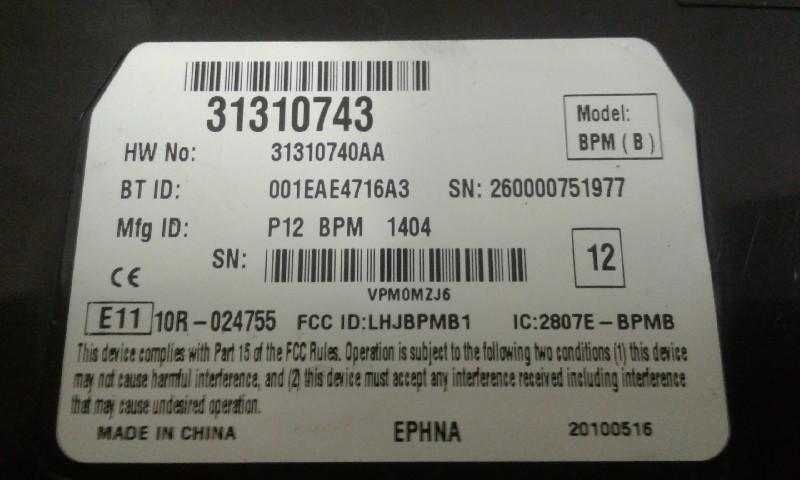 31310743
Model:
BPM ( B )
HW No: 31310740AA
BT ID: 001EAE4716A3 SN: 260000751977
Mfg ID: P12 BPM 1404
SN:
12
VPM0MZJ6
CE
E11 10R-024755 FCC ID:LHJBPMB1 IC:2807E-BPMB
This device complies with Part 15 of the FCC Rules. Operation is subject to the following two conditions (1) this device
may not cause harmful interference, and (2) this device must accept any interference received including interference
that may cause undesired operation.
MADE IN CHINA EPHNA 20100516